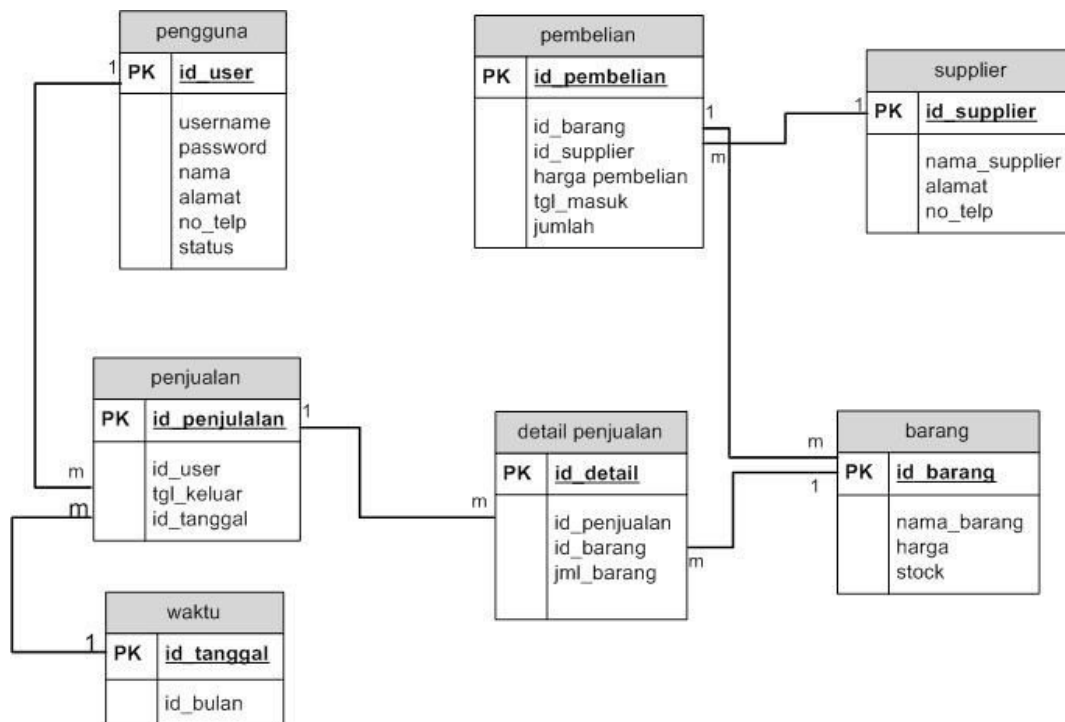 pengguna
1
PK id_user
username
password
nama
alamat
no_telp
status
pembelian
PK id_pembelian
1
id_barang
id_supplier
m
harga pembelian
tgl_masuk
jumlah
supplier
1
PK id_supplier
nama_supplier
alamat
no_telp
penjualan
PK id_penjulalan
1
m
id_user
tgl_keluar
m
id_tanggal
detail penjualan
PK id_detail
m
id_penjualan
id_barang
m
jml_barang
barang
m
PK id_barang
1
nama_barang
harga
stock
waktu
1
PK id_tanggal
id_bulan